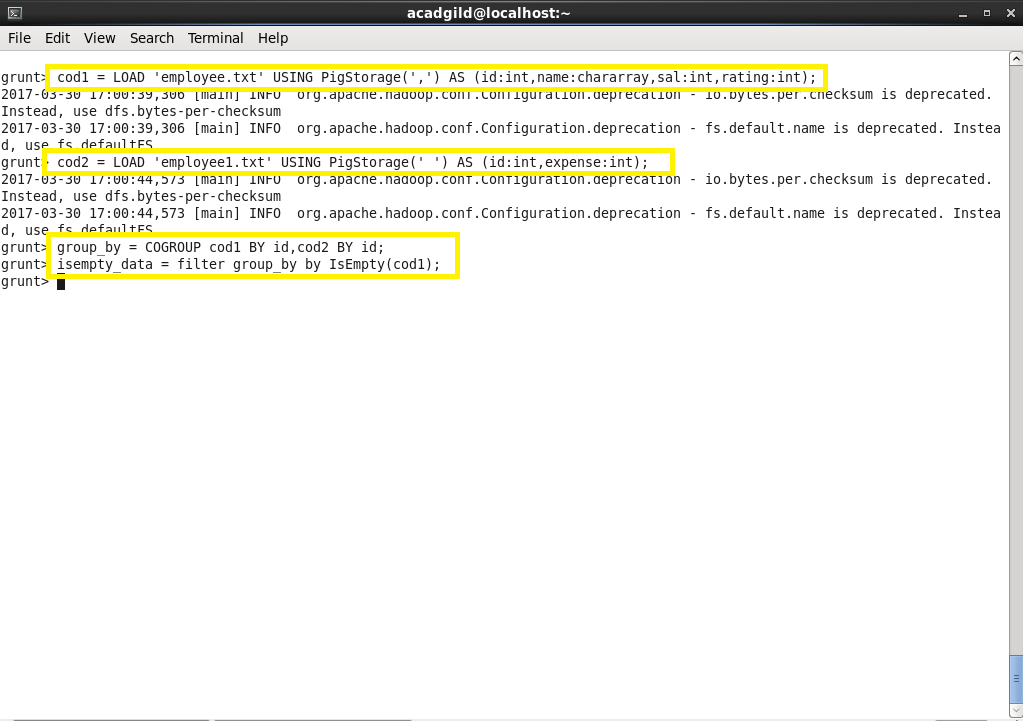 acadgild@localhost:~
File Edit View Search Terminal Help
grunt> cod1 = LOAD 'employee.txt' USING PigStorage(',') AS (id:int,name:chararray,sal:int,rating:int);
2017-03-30 17:00:39,306 [main] INFO  org.apache.hadoop.conf.Configuration.deprecation - io.bytes.per.checksum is deprecated.
Instead, use dfs.bytes-per-checksum
2017-03-30 17:00:39,306 [main] INFO  org.apache.hadoop.conf.Configuration.deprecation - fs.default.name is deprecated. Instea
d, use fs.defaultFS
grunt> cod2 = LOAD 'employee1.txt' USING PigStorage(' ') AS (id:int,expense:int);
2017-03-30 17:00:44,573 [main] INFO  org.apache.hadoop.conf.Configuration.deprecation - io.bytes.per.checksum is deprecated.
Instead, use dfs.bytes-per-checksum
2017-03-30 17:00:44,573 [main] INFO  org.apache.hadoop.conf.Configuration.deprecation - fs.default.name is deprecated. Instea
d, use fs.defaultFS
grunt> group_by = COGROUP cod1 BY id,cod2 BY id;
grunt> isempty_data = filter group_by by IsEmpty(cod1);
grunt>